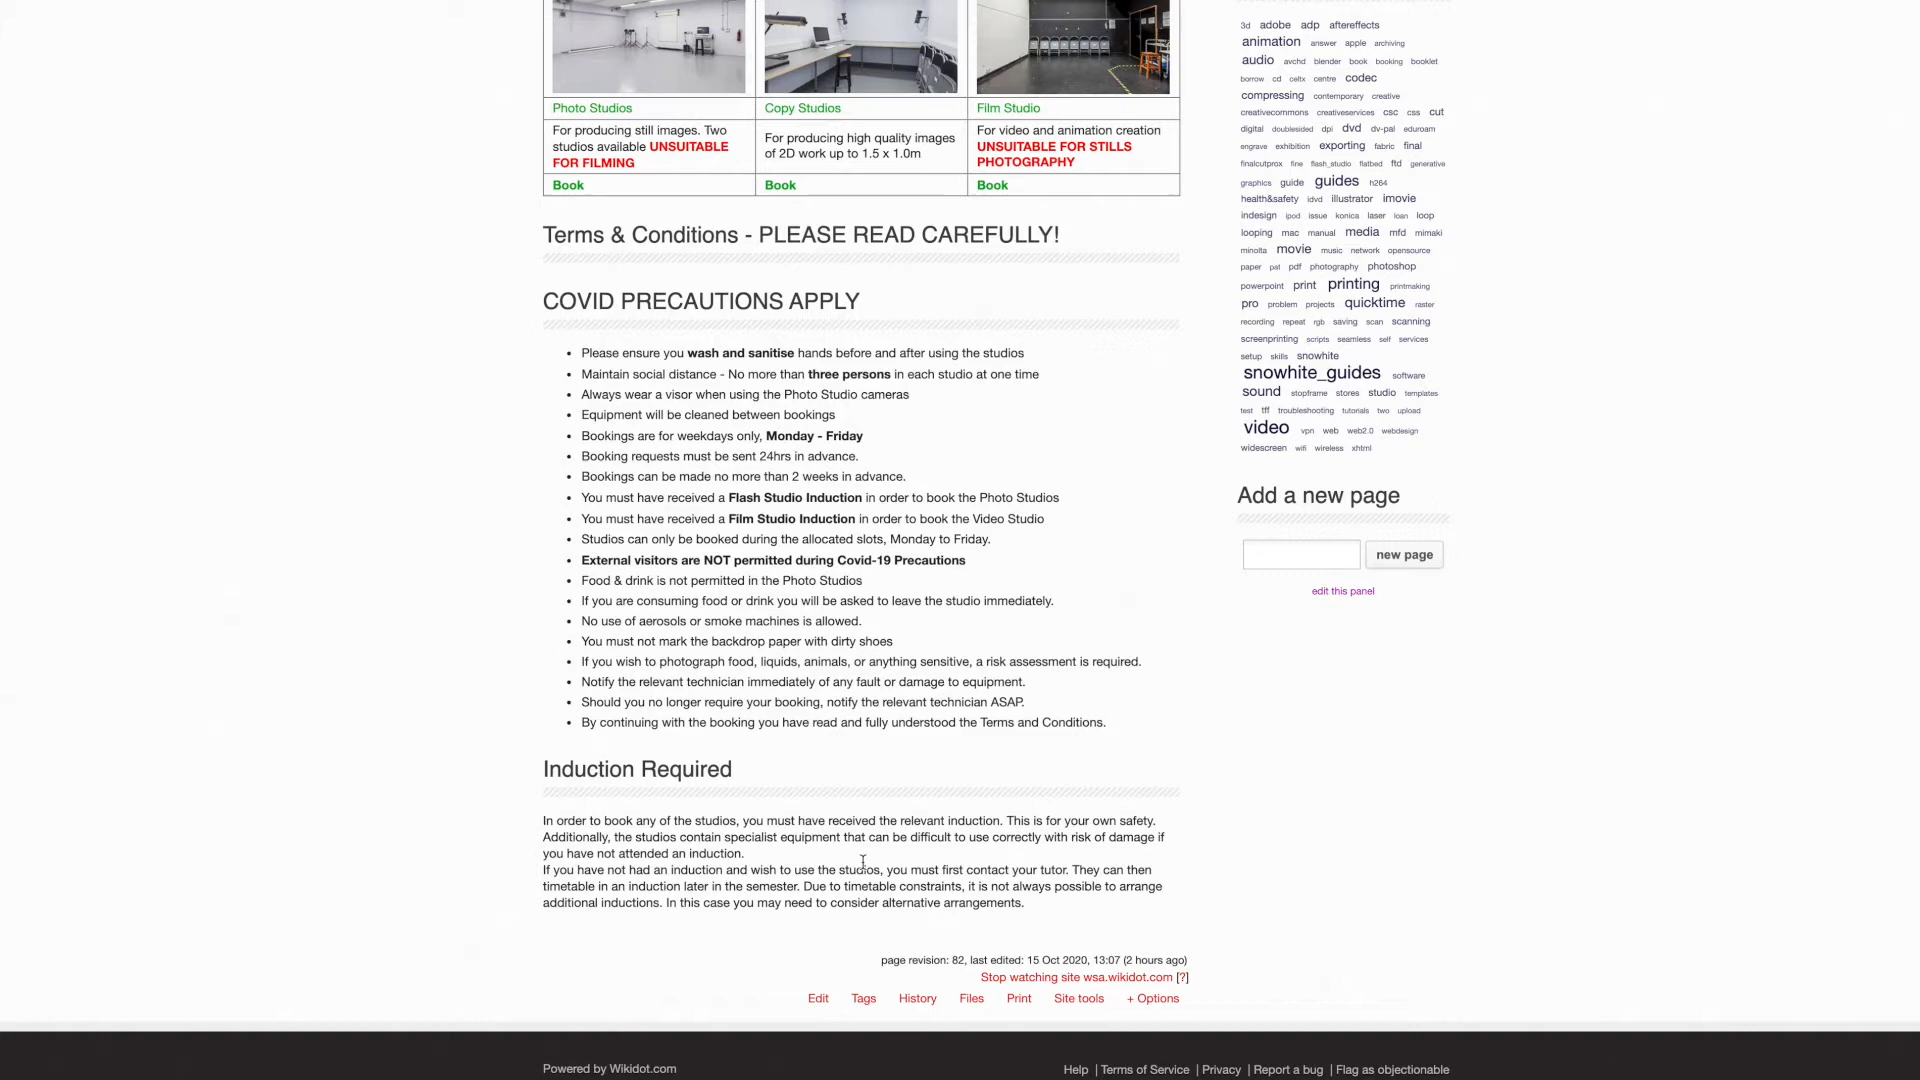 Photo Studios
Copy Studios
Film Studio
For producing still images. Two
studios available UNSUITABLE
FOR FILMING
For producing high quality images
of 2D work up to 1.5 x 1.0m
For video and animation creation
UNSUITABLE FOR STILLS
PHOTOGRAPHY
Book
Book
Book
Terms & Conditions - PLEASE READ CAREFULLY!
COVID PRECAUTIONS APPLY
• Please ensure you wash and sanitise hands before and after using the studios
• Maintain social distance - No more than three persons in each studio at one time
• Always wear a visor when using the Photo Studio cameras
• Equipment will be cleaned between bookings
• Bookings are for weekdays only, Monday - Friday
• Booking requests must be sent 24hrs in advance.
• Bookings can be made no more than 2 weeks in advance.
• You must have received a Flash Studio Induction in order to book the Photo Studios
• You must have received a Film Studio Induction in order to book the Video Studio
• Studios can only be booked during the allocated slots, Monday to Friday.
• External visitors are NOT permitted during Covid-19 Precautions
• Food & drink is not permitted in the Photo Studios
• If you are consuming food or drink you will be asked to leave the studio immediately.
• No use of aerosols or smoke machines is allowed.
• You must not mark the backdrop paper with dirty shoes
• If you wish to photograph food, liquids, animals, or anything sensitive, a risk assessment is required.
• Notify the relevant technician immediately of any fault or damage to equipment.
• Should you no longer require your booking, notify the relevant technician ASAP.
• By continuing with the booking you have read and fully understood the Terms and Conditions.
Induction Required
In order to book any of the studios, you must have received the relevant induction. This is for your own safety.
Additionally, the studios contain specialist equipment that can be difficult to use correctly with risk of damage if
you have not attended an induction.
If you have not had an induction and wish to use the studios, you must first contact your tutor. They can then
timetable in an induction later in the semester. Due to timetable constraints, it is not always possible to arrange
additional inductions. In this case you may need to consider alternative arrangements.
page revision: 82, last edited: 15 Oct 2020, 13:07 (2 hours ago)
Stop watching site wsa.wikidot.com [?]
Edit Tags History Files Print Site tools + Options
3d adobe adp aftereffects
animation answer apple archiving
audio avchd blender book booking booklet
borrow cd celtx centre codec
compressing contemporary creative
creativecommons creativeservices csc css cut
digital doublesided dpi dvd dv-pal eduroam
engrave exhibition exporting fabric final
finalcutprox fine flash_studio flatbed ftd generative
graphics guide guides h264
health&safety idvd illustrator imovie
indesign ipod issue konica laser loan loop
looping mac manual media mfd mimaki
minolta movie music network opensource
paper pat pdf photography photoshop
powerpoint print printing printmaking
pro problem projects quicktime raster
recording repeat rgb saving scan scanning
screenprinting scripts seamless self services
setup skills snowhite
snowhite_guides software
sound stopframe stores studio templates
test tff troubleshooting tutorials two upload
video vpn web web2.0 webdesign
widescreen wifi wireless xhtml
Add a new page
new page
edit this panel
Powered by Wikidot.com
Help | Terms of Service | Privacy | Report a bug | Flag as objectionable